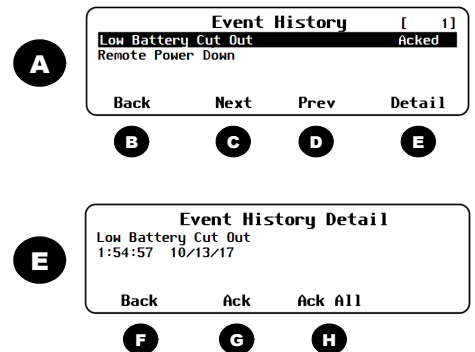 Event History [ 1]
Low Battery Cut Out Acked
Remote Power Down
A
Back Next Prev Detail
B C D E
Event History Detail
Low Battery Cut Out
1:54:57 10/13/17
E
Back Ack Ack All
F G H